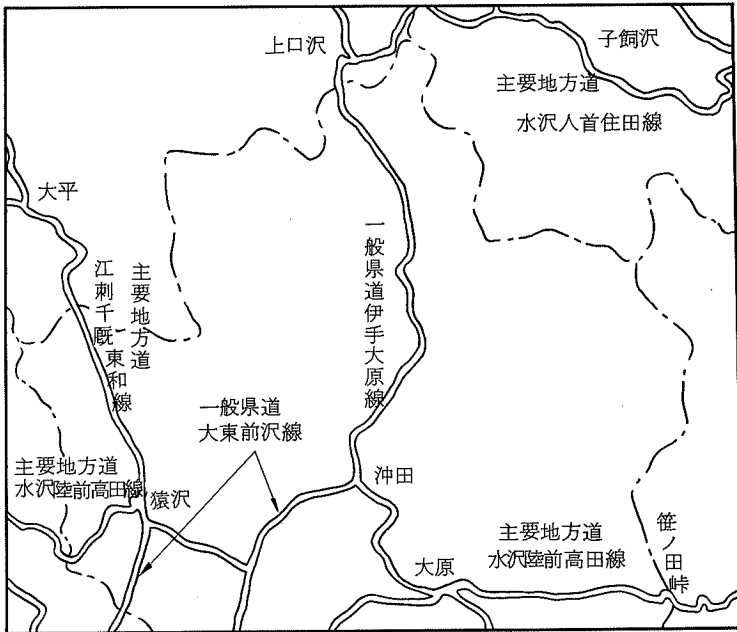 上口沢
子飼沢
主要地方道
水沢人首住田線
大平
主要地方道
江刺千厩東和線
一般県道伊手大原線
一般県道
大東前沢線
主要地方道
水沢陸前高田線
猿沢
沖田
大原
主要地方道
水沢陸前高田線
笹ノ田峠